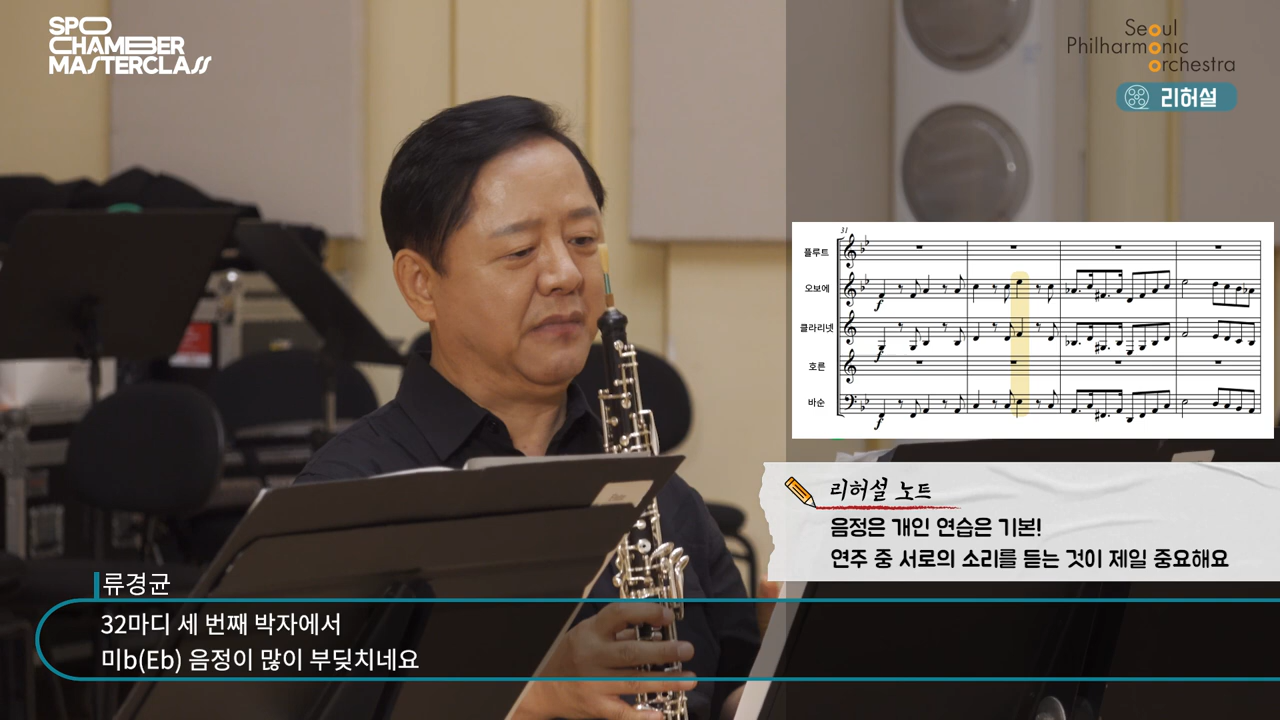 SPO
CHAMBER
MASTERCLASS
Seoul
Philharmonic
orchestra
리허설
31
플루트
오보에
클라리넷
호른
바순
f
f
f
리허설 노트
음정은 개인 연습은 기본!
연주 중 서로의 소리를 듣는 것이 제일 중요해요
류경균
32마디 세 번째 박자에서
미b(Eb) 음정이 많이 부딪치네요